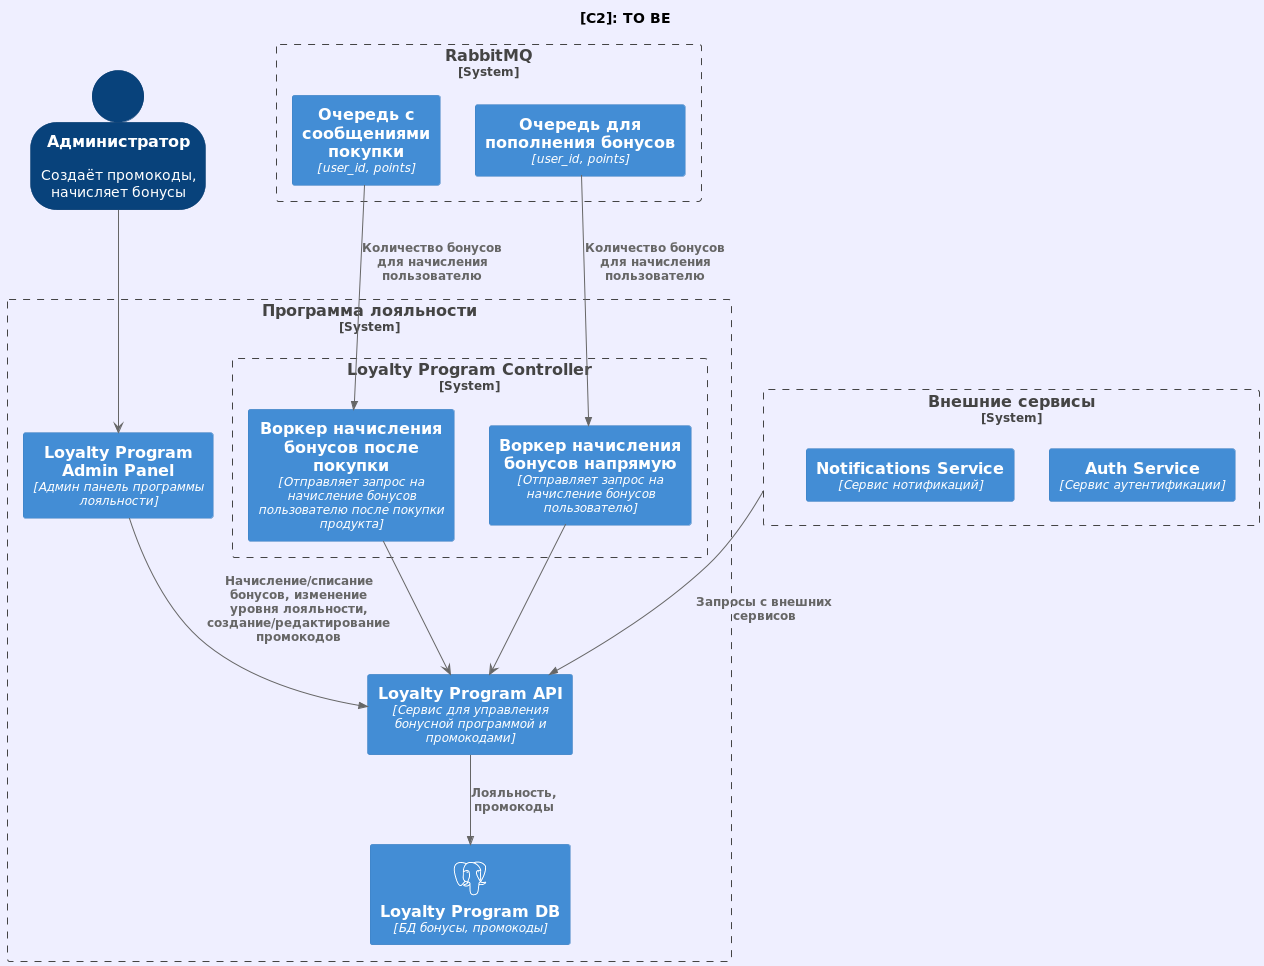 [C2]: TO BE
RabbitMQ
[System]
Администратор
Создаёт промокоды,
начисляет бонусы
Очередь с
сообщениями
покупки
[user_id, points]
Очередь для
пополнения бонусов
[user_id, points]
Количество бонусов
для начисления
пользователю
Количество бонусов
для начисления
пользователю
Программа лояльности
[System]
Loyalty Program Controller
[System]
Внешние сервисы
[System]
Loyalty Program
Admin Panel
[Админ панель программы
лояльности]
Воркер начисления
бонусов после
покупки
[Отправляет запрос на
начисление бонусов
пользователю после покупки
продукта]
Воркер начисления
бонусов напрямую
[Отправляет запрос на
начисление бонусов
пользователю]
Notifications Service
[Сервис нотификаций]
Auth Service
[Сервис аутентификации]
Начисление/списание
бонусов, изменение
уровня лояльности,
создание/редактирование
промокодов
Запросы с внешних
сервисов
Loyalty Program API
[Сервис для управления
бонусной программой и
промокодами]
Лояльность,
промокоды
Loyalty Program DB
[БД бонусы, промокоды]